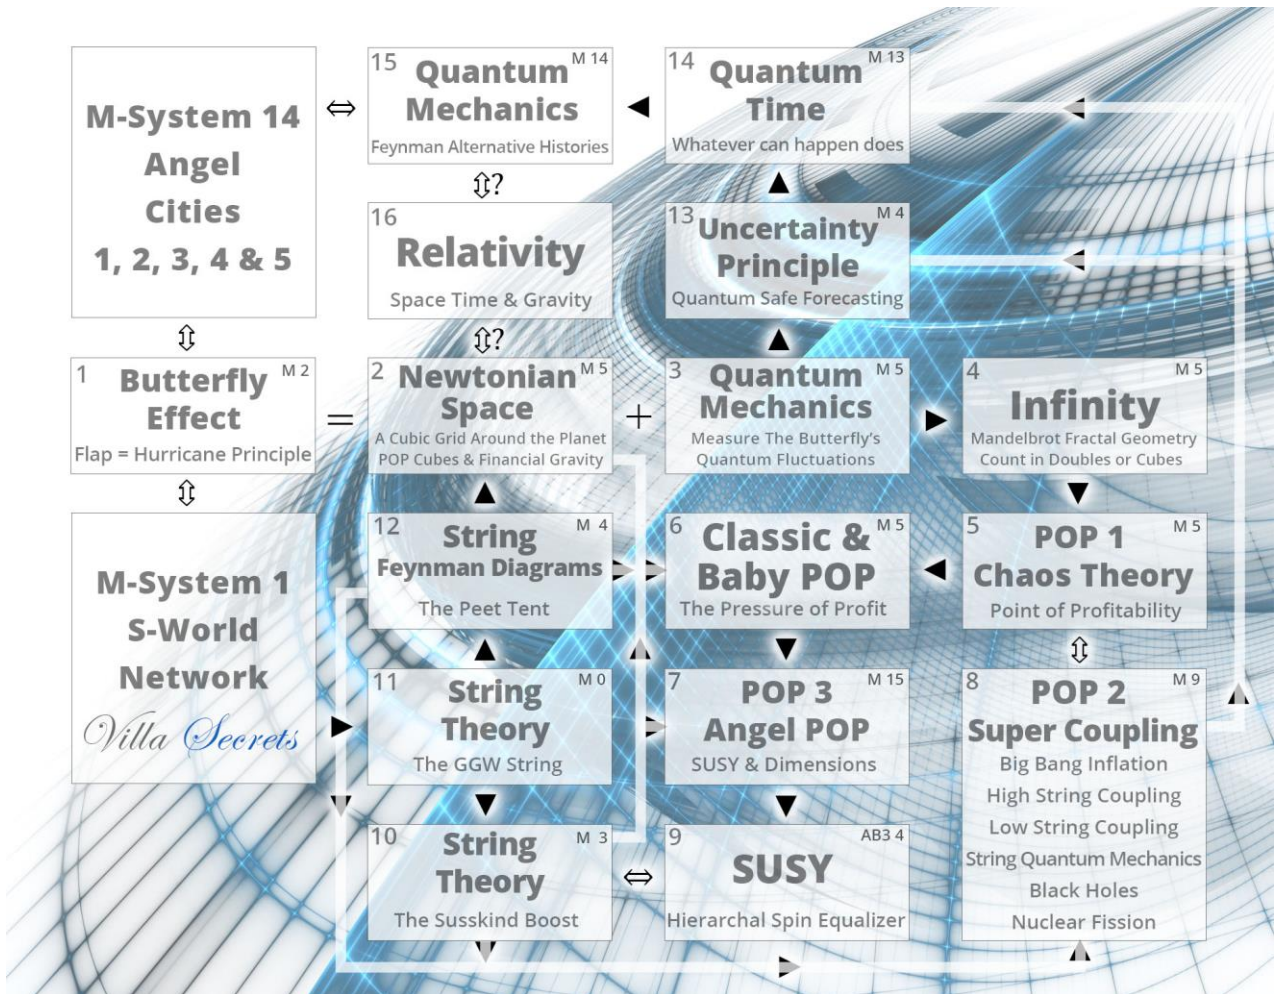 M-System 14
Angel
Cities
1, 2, 3, 4 & 5
15 Quantum M 14
Mechanics
Feynman Alternative Histories
14 Quantum M 13
Time
Whatever can happen does
?
16
Relativity
Space Time & Gravity
13 Uncertainty M 4
Principle
Quantum Safe Forecasting
?
1 Butterfly M 2
Effect
Flap = Hurricane Principle
=
2 Newtonian M 5
Space
A Cubic Grid Around the Planet
POP Cubes & Financial Gravity
+
3 Quantum M 5
Mechanics
Measure The Butterfly's
Quantum Fluctuations
4 M 5
Infinity
Mandelbrot Fractal Geometry
Count in Doubles or Cubes
M-System 1
S-World
Network
Villa Secrets
12 String M 4
Feynman Diagrams
The Peet Tent
6 Classic & M 5
Baby POP
The Pressure of Profit
5 POP 1 M 5
Chaos Theory
Point of Profitability
11 String M 0
Theory
The GGW String
7 POP 3 M 15
Angel POP
SUSY & Dimensions
8 POP 2 M 9
Super Coupling
Big Bang Inflation
High String Coupling
Low String Coupling
String Quantum Mechanics
Black Holes
Nuclear Fission
10 String M 3
Theory
The Susskind Boost
9 AB3 4
SUSY
Hierarchal Spin Equalizer